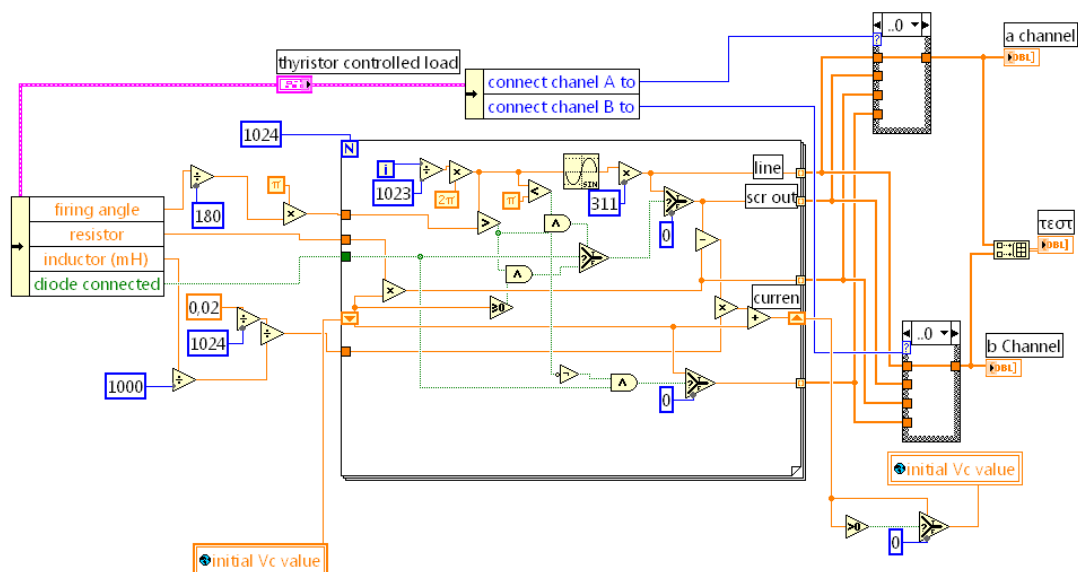 ..0
a channel
DBL
thyristor controlled load
connect chanel A to
connect chanel B to
1024
N
i
1023
2π
π
SIN
311
line
scr out
0
π
180
firing angle
resistor
inductor (mH)
diode connected
τεστ
DBL
curren
0,02
1024
1000
≥0
0
..0
b Channel
DBL
initial Vc value
>0
0
initial Vc value